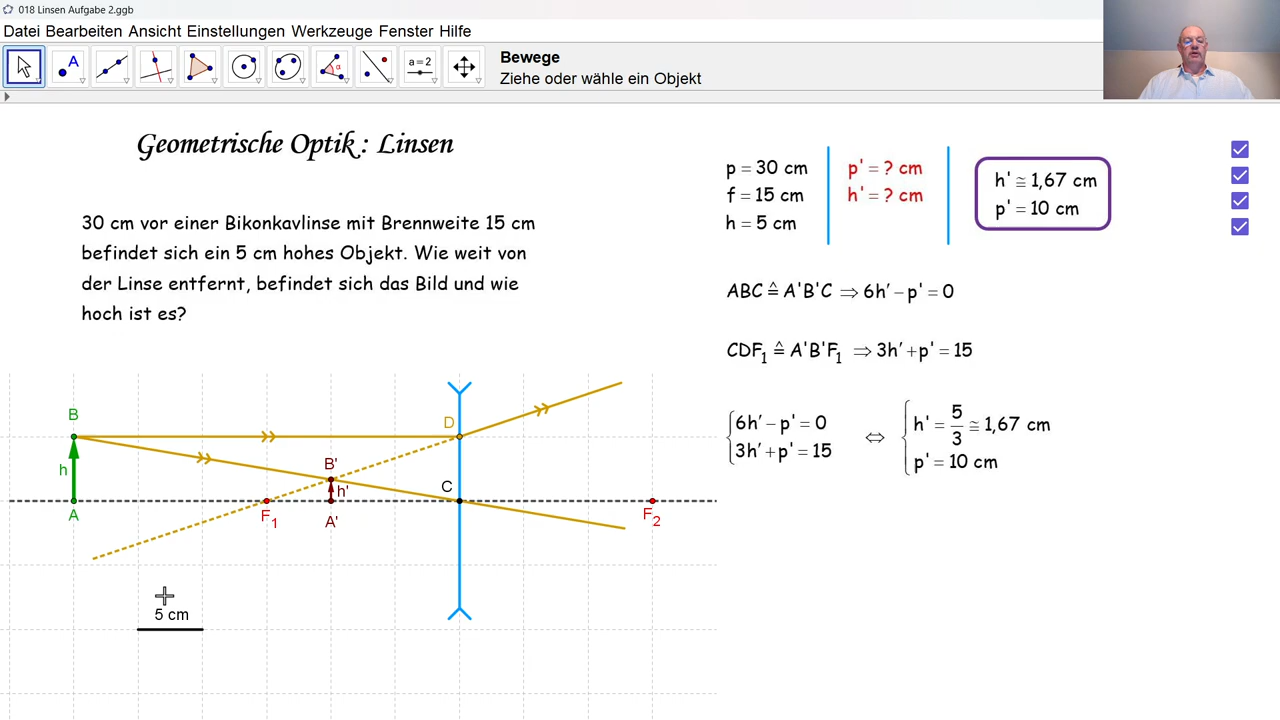 018 Linsen Aufgabe 2.ggb
Datei Bearbeiten Ansicht Einstellungen Werkzeuge Fenster Hilfe
A
α
a = 2
Bewege
Ziehe oder wähle ein Objekt
Geometrische Optik : Linsen
30 cm vor einer Bikonkavlinse mit Brennweite 15 cm
befindet sich ein 5 cm hohes Objekt. Wie weit von
der Linse entfernt, befindet sich das Bild und wie
hoch ist es?
p = 30 cm
f = 15 cm
h = 5 cm
p' = ? cm
h' = ? cm
h' ≅ 1,67 cm
p' = 10 cm
ABC ≙ A'B'C ⇒ 6h' − p' = 0
CDF₁ ≙ A'B'F₁ ⇒ 3h' + p' = 15
6h' − p' = 0
3h' + p' = 15
⇔
h' = 5/3 ≅ 1,67 cm
p' = 10 cm
B
D
h
B'
h'
C
A
F₁
A'
F₂
5 cm